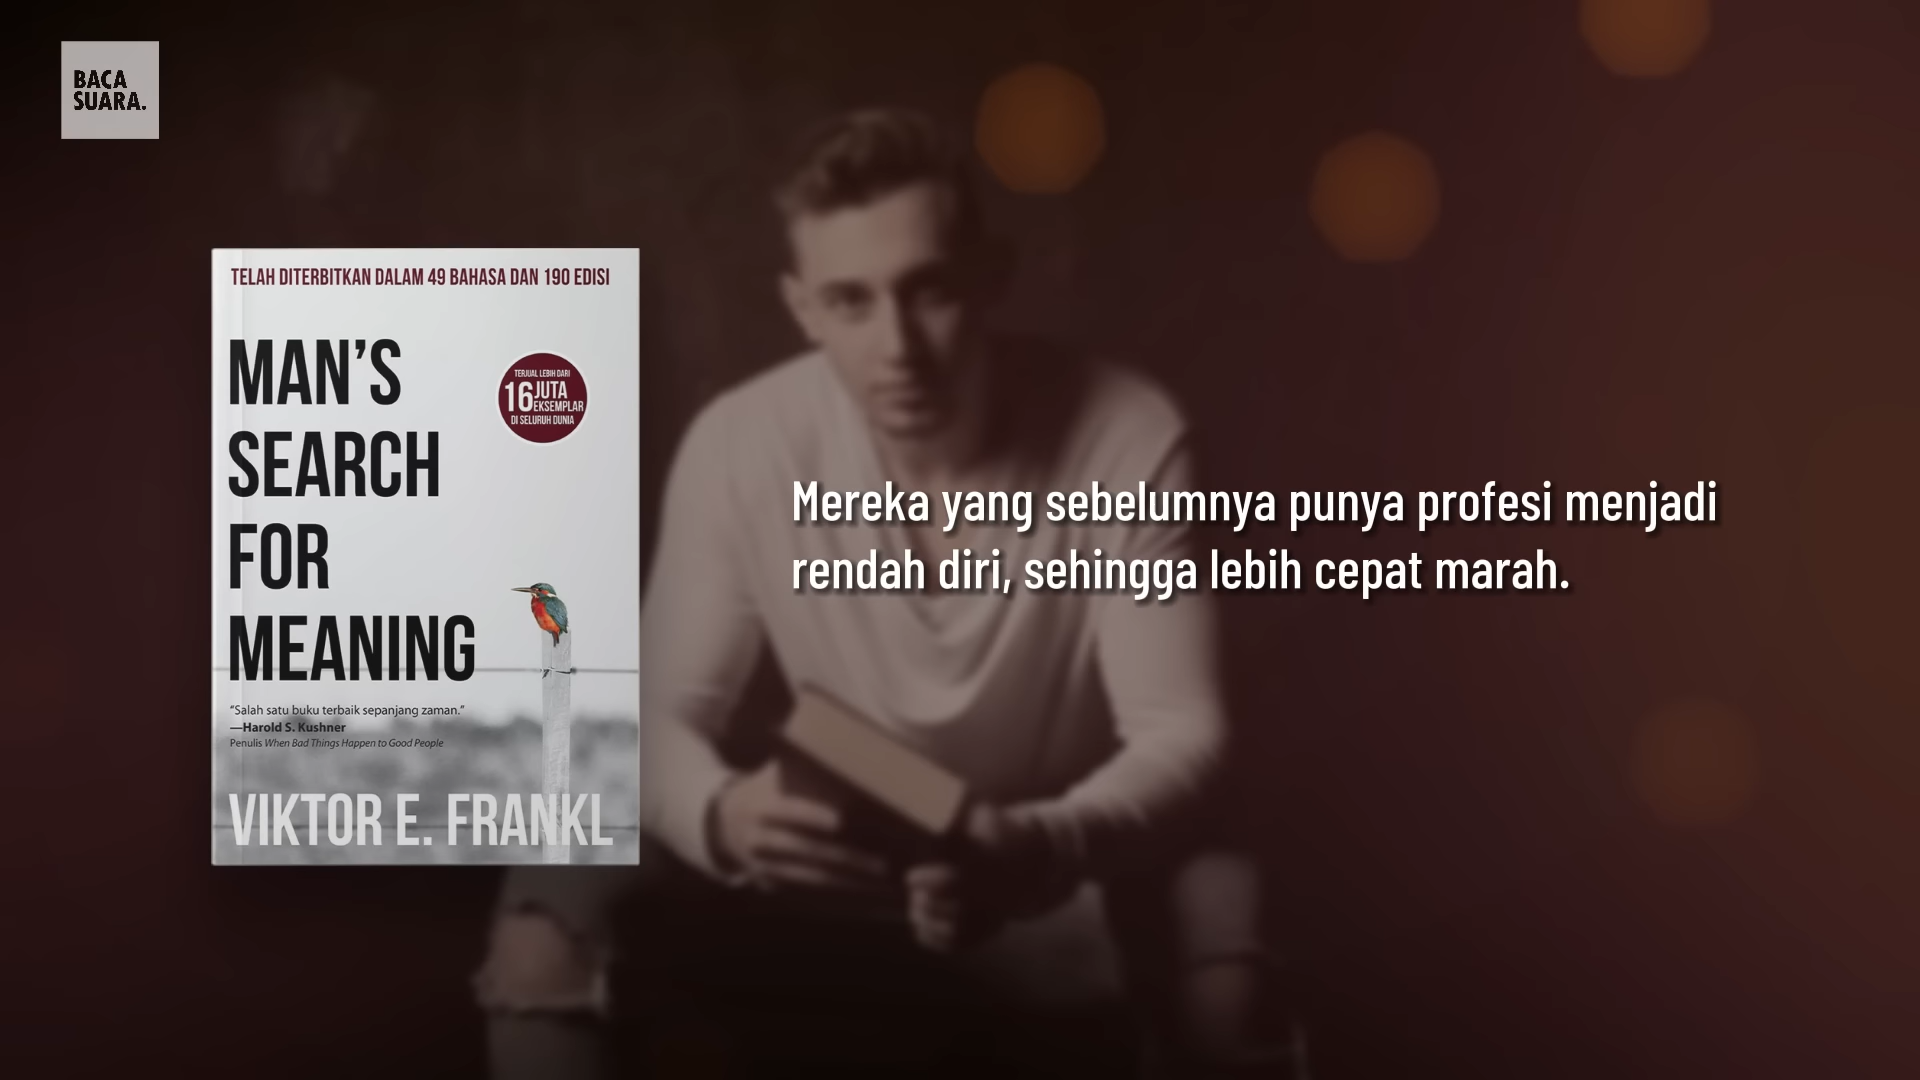 BACA
SUARA.
TELAH DITERBITKAN DALAM 49 BAHASA DAN 190 EDISI
MAN'S
SEARCH
FOR
MEANING
TERJUAL LEBIH DARI
16 JUTA
EKSEMPLAR
DI SELURUH DUNIA
"Salah satu buku terbaik sepanjang zaman."
—Harold S. Kushner
Penulis When Bad Things Happen to Good People
VIKTOR E. FRANKL
Mereka yang sebelumnya punya profesi menjadi
rendah diri, sehingga lebih cepat marah.